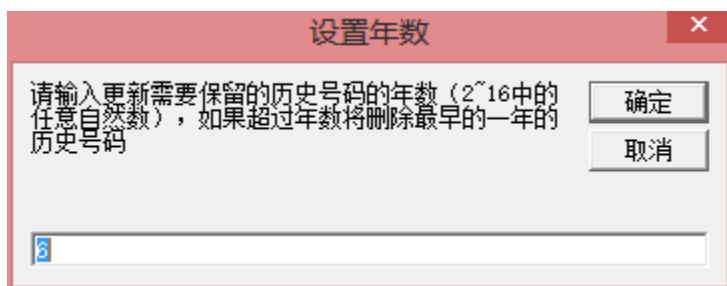 设置年数
请输入更新需要保留的历史号码的年数（2~16中的
任意自然数），如果超过年数将删除最早的一年的
历史号码
确定
取消
6